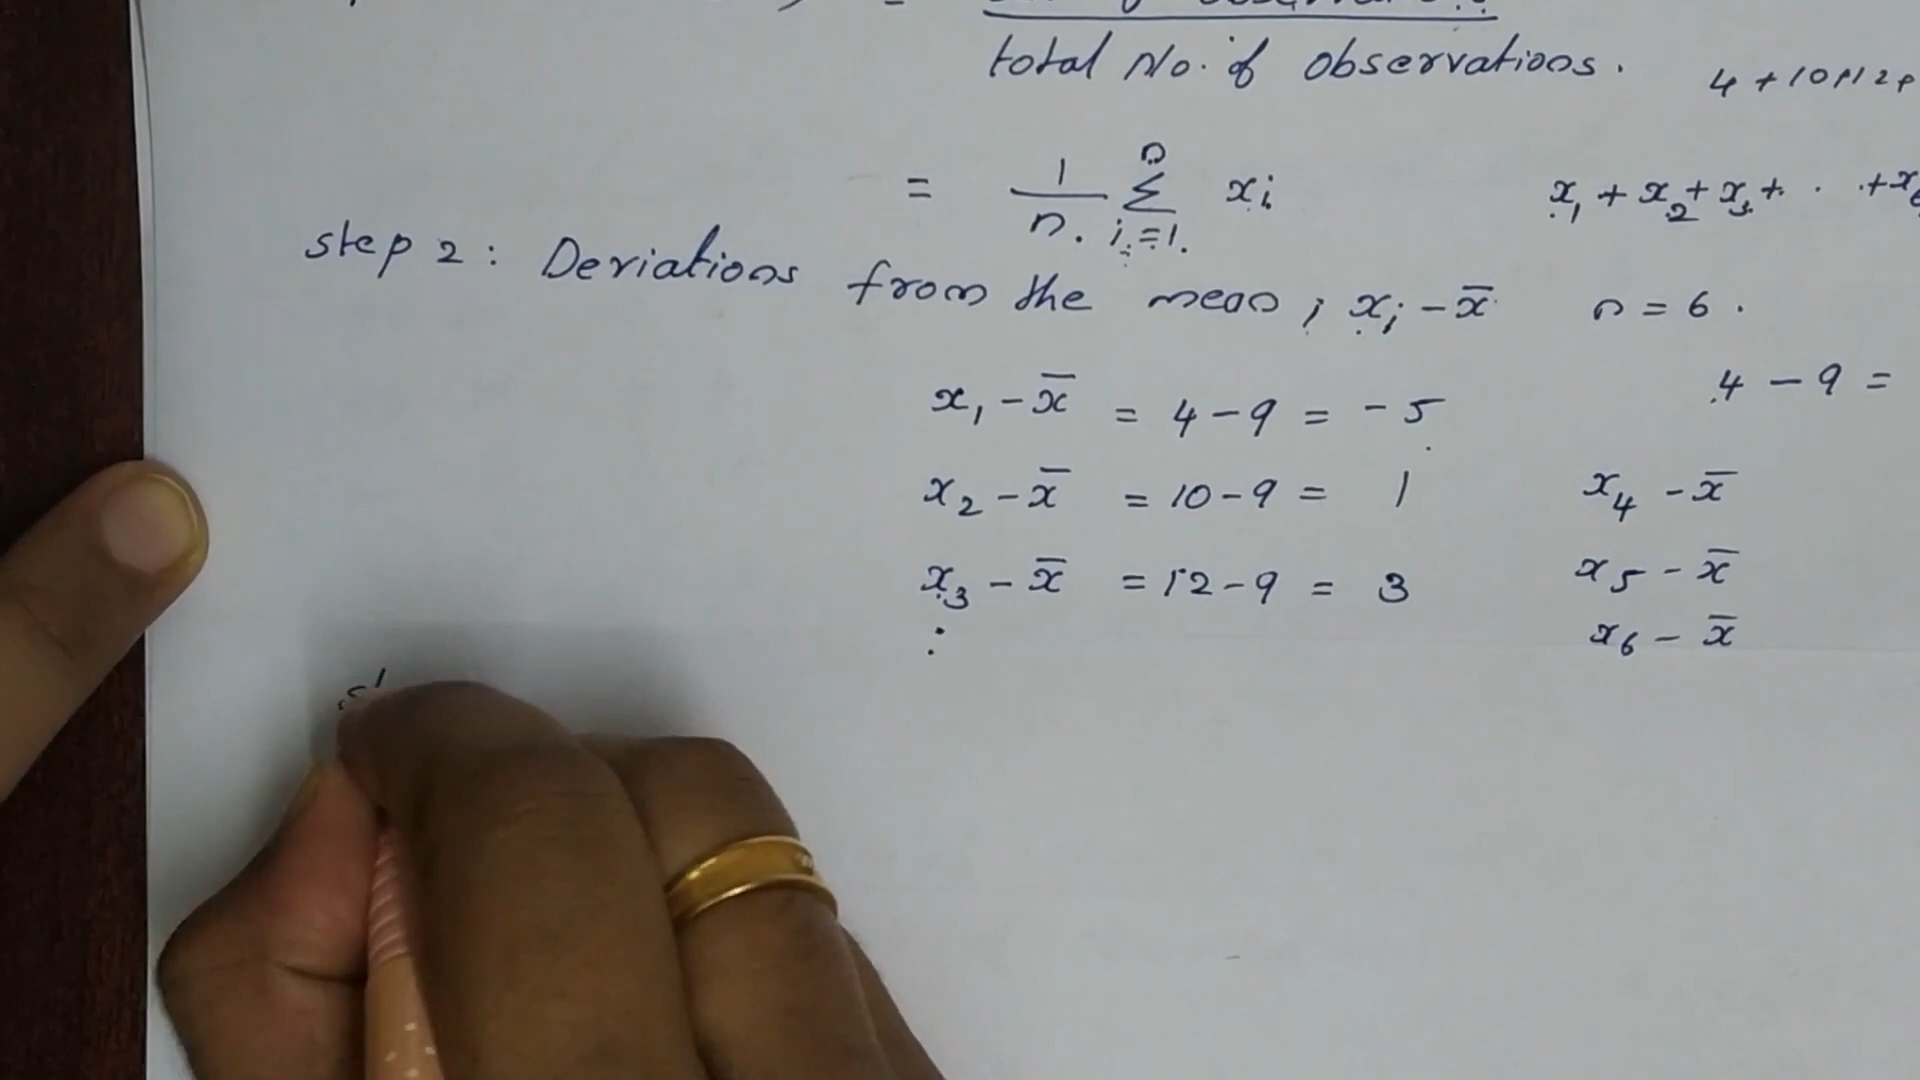 total No. of observations.
4 + 10 + 12 +
= 1/n. n Σ i=1. xi
x₁ + x₂ + x₃ + . . + x₆
step 2: Deviations from the mean, xi - x̅
n = 6.
4 - 9 =
x₁ - x̅ = 4 - 9 = - 5
x₂ - x̅ = 10 - 9 = 1
x₄ - x̅
x₃ - x̅ = 12 - 9 = 3
x₅ - x̅
:
x₆ - x̅